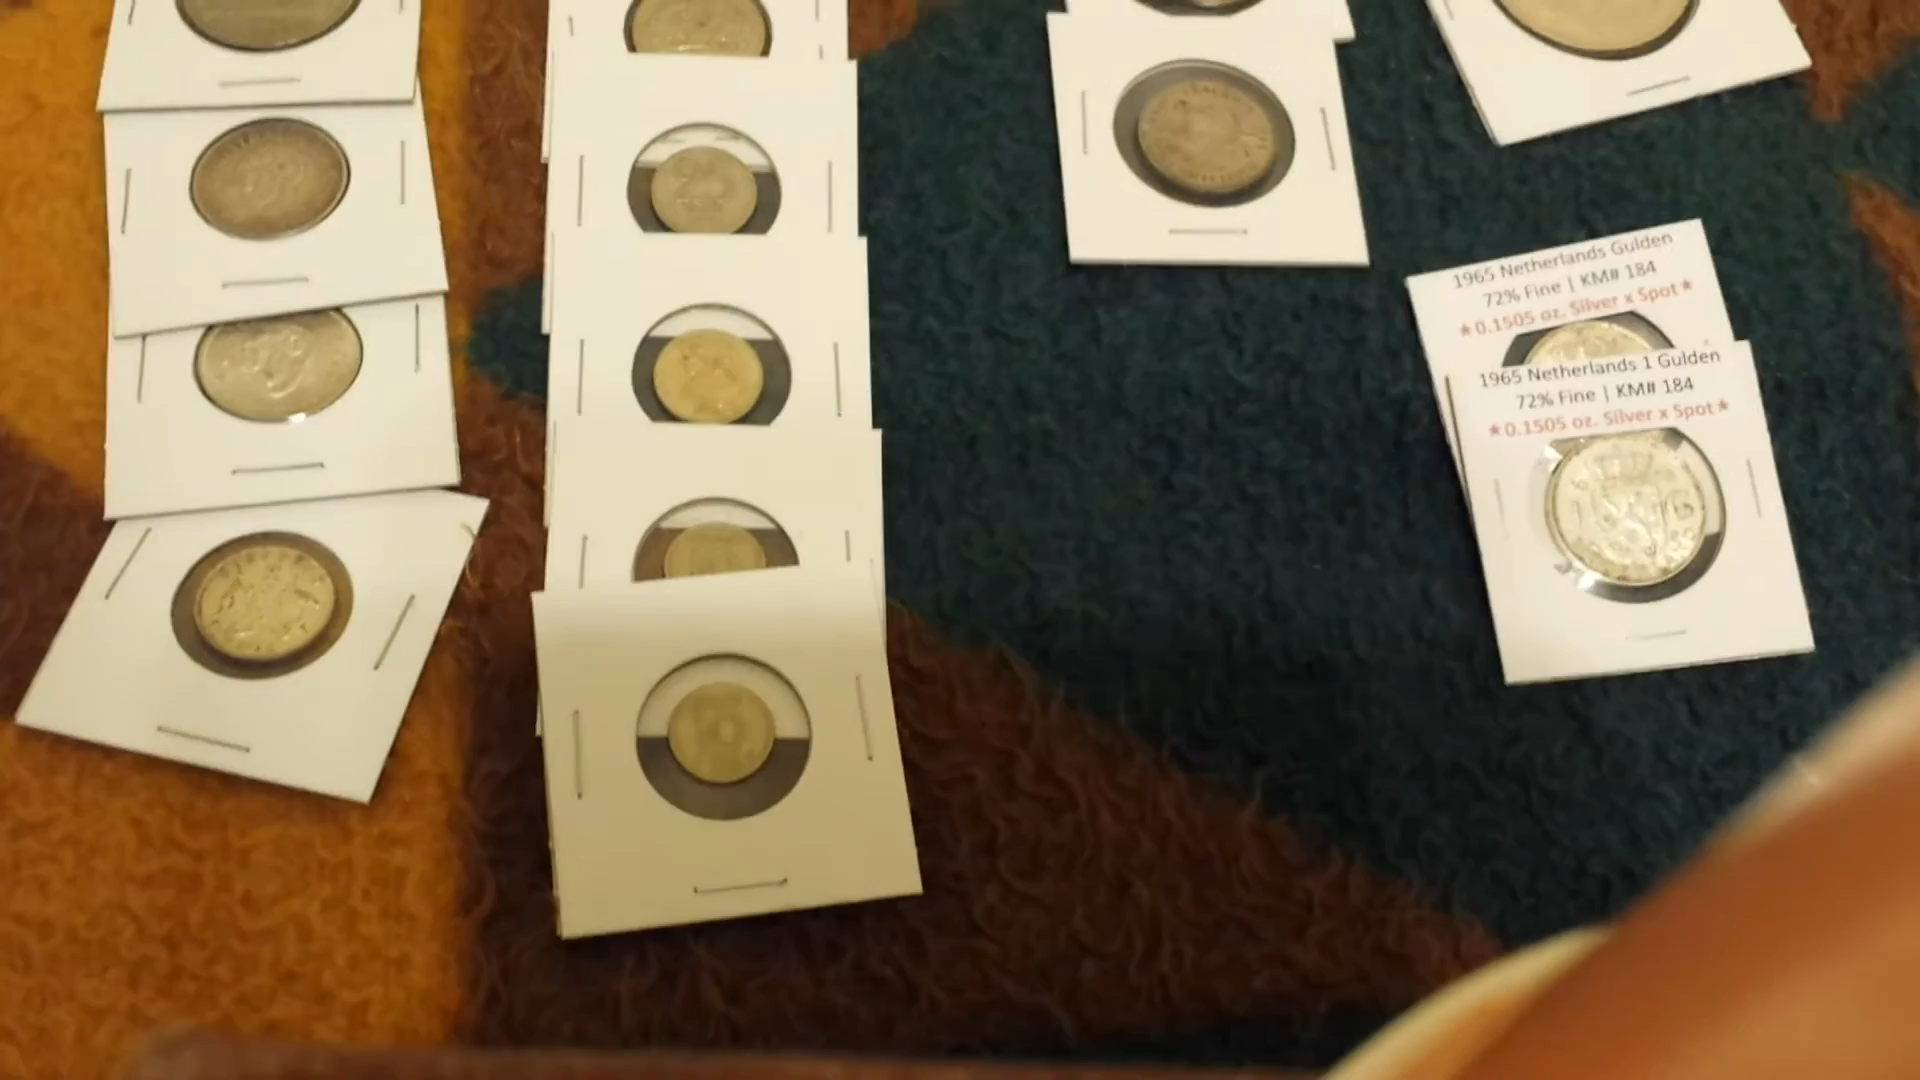 1965 Netherlands Gulden
72% Fine | KM# 184
★0.1505 oz. Silver x Spot★
1965 Netherlands 1 Gulden
72% Fine | KM# 184
★0.1505 oz. Silver x Spot★
1 G